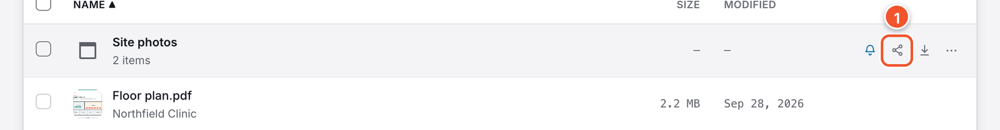 NAME ▲ SIZE MODIFIED
1
Site photos
2 items
– –
Floor plan.pdf
Northfield Clinic
2.2 MB Sep 28, 2026